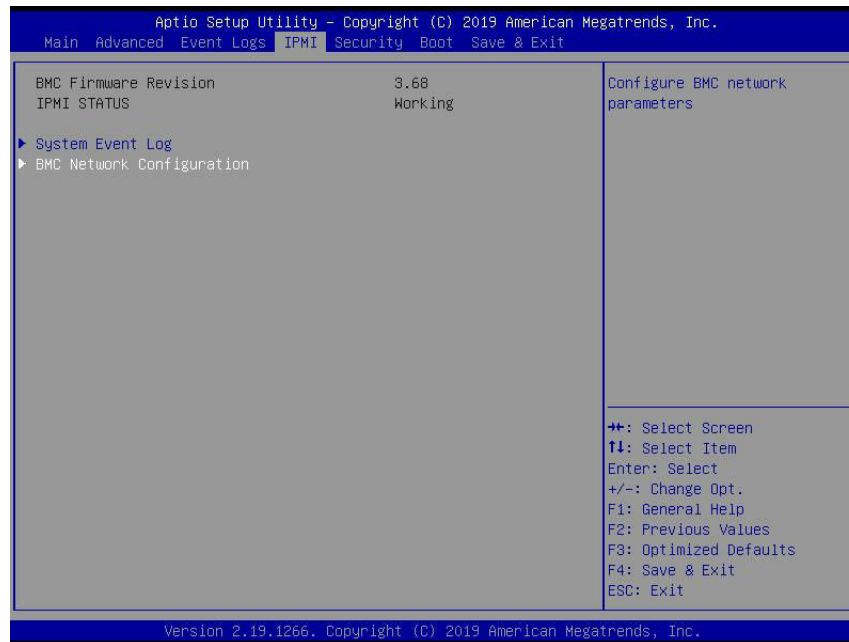 Aptio Setup Utility – Copyright (C) 2019 American Megatrends, Inc.
Main Advanced Event Logs IPMI Security Boot Save & Exit
BMC Firmware Revision 3.68
IPMI STATUS Working
System Event Log
BMC Network Configuration
Configure BMC network
parameters
→←: Select Screen
↑↓: Select Item
Enter: Select
+/-: Change Opt.
F1: General Help
F2: Previous Values
F3: Optimized Defaults
F4: Save & Exit
ESC: Exit
Version 2.19.1266. Copyright (C) 2019 American Megatrends, Inc.